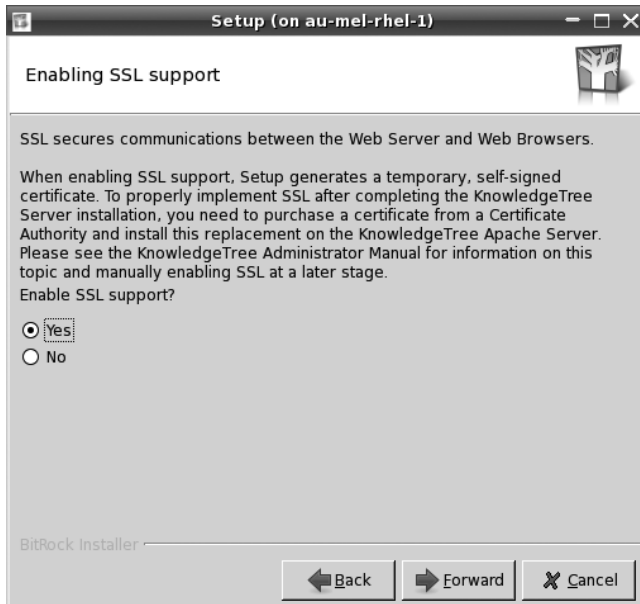 Setup (on au-mel-rhel-1)
Enabling SSL support
SSL secures communications between the Web Server and Web Browsers.
When enabling SSL support, Setup generates a temporary, self-signed
certificate. To properly implement SSL after completing the KnowledgeTree
Server installation, you need to purchase a certificate from a Certificate
Authority and install this replacement on the KnowledgeTree Apache Server.
Please see the KnowledgeTree Administrator Manual for information on this
topic and manually enabling SSL at a later stage.
Enable SSL support?
Yes
No
BitRock Installer
Back Forward Cancel